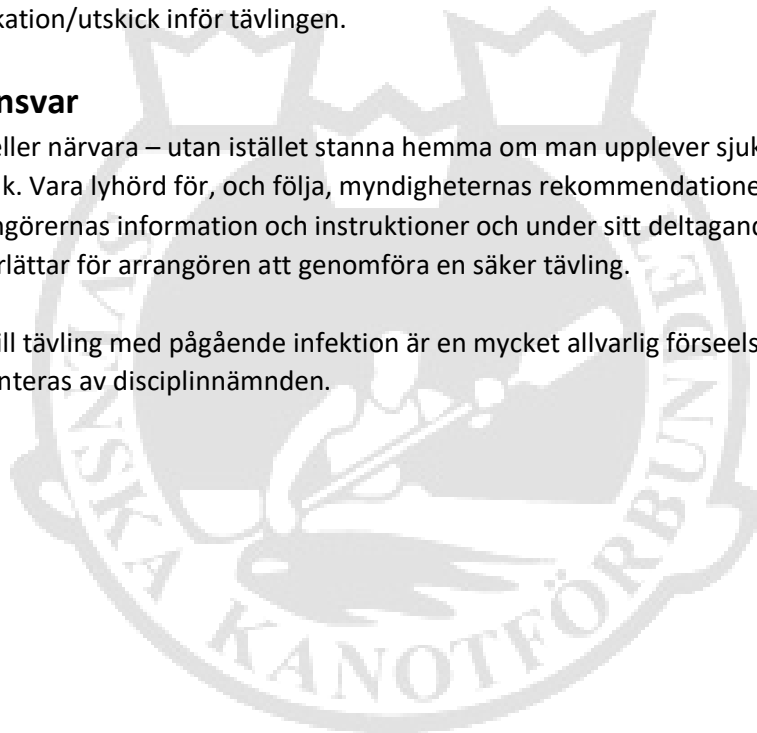 kation/utskick inför tävlingen.
nsvar
eller närvara – utan istället stanna hemma om man upplever sjuk
k. Vara lyhörd för, och följa, myndigheternas rekommendatione
ngörernas information och instruktioner och under sitt deltagand
rlättar för arrangören att genomföra en säker tävling.
ill tävling med pågående infektion är en mycket allvarlig förseels
nteras av disciplinnämnden.
SVENSKA KANOTFÖRBUNDET